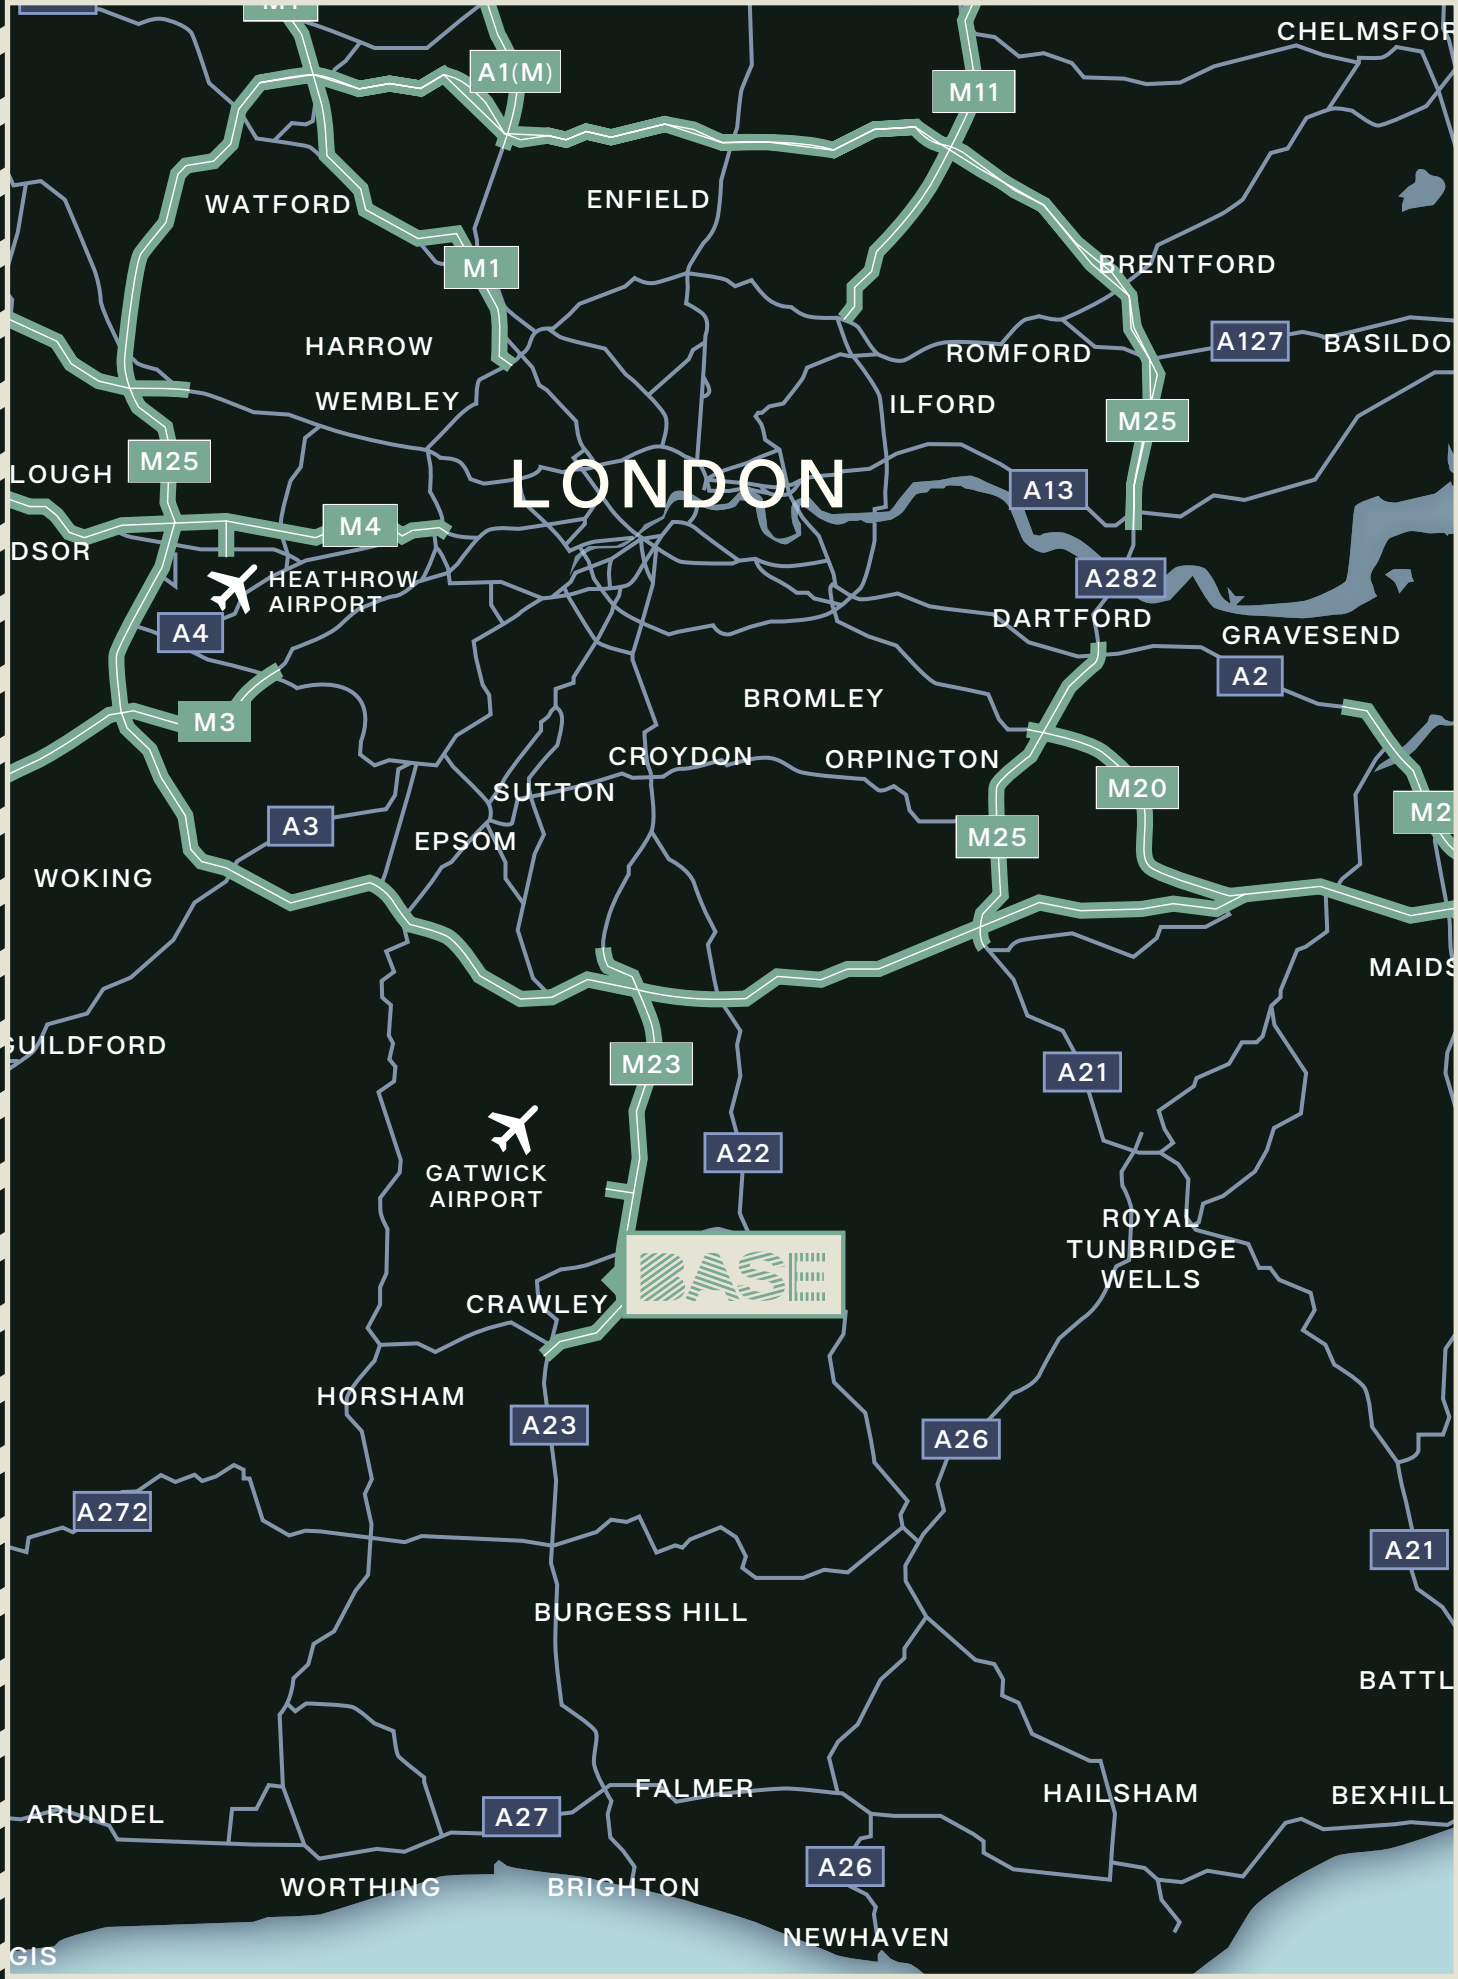 M1
CHELMSFOR
A1(M)
M11
WATFORD
ENFIELD
BRENTFORD
M1
A127
BASILDO
HARROW
ROMFORD
WEMBLEY
ILFORD
M25
M25
LOUGH
LONDON
A13
M4
DSOR
HEATHROW
AIRPORT
A282
DARTFORD
A4
GRAVESEND
A2
BROMLEY
M3
CROYDON
ORPINGTON
M20
SUTTON
M2
A3
EPSOM
M25
WOKING
MAIDS
GUILDFORD
M23
A21
GATWICK
AIRPORT
A22
ROYAL
TUNBRIDGE
WELLS
BASE
CRAWLEY
HORSHAM
A23
A26
A272
A21
BURGESS HILL
BATTL
FALMER
HAILSHAM
BEXHILL
ARUNDEL
A27
A26
WORTHING
BRIGHTON
NEWHAVEN
GIS